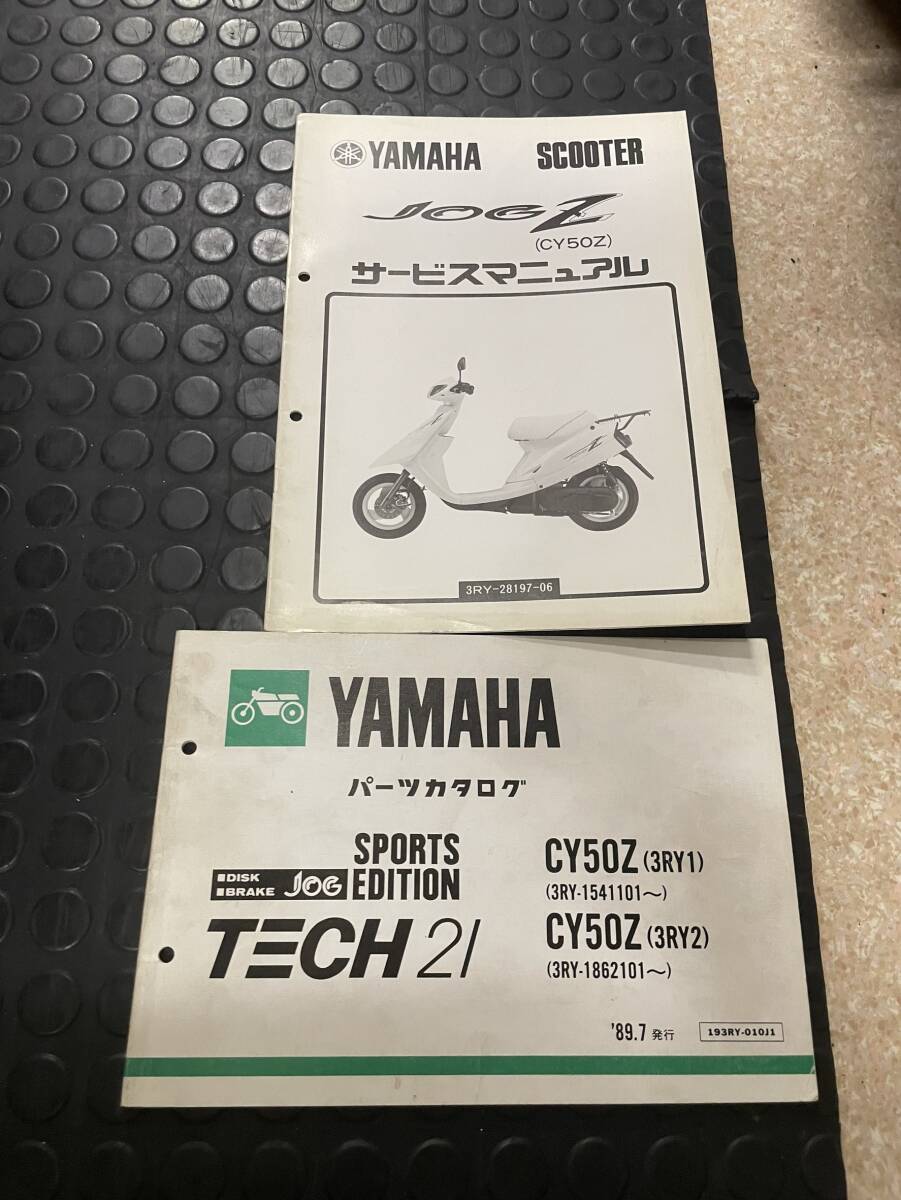 YAMAHA SCOOTER
JOG Z
(CY50Z)
サービスマニュアル
3RY-28197-06
YAMAHA
パーツカタログ
DISK BRAKE JOG SPORTS EDITION
TECH 21
CY50Z (3RY1)
(3RY-1541101～)
CY50Z (3RY2)
(3RY-1862101～)
'89.7 発行
193RY-010J1